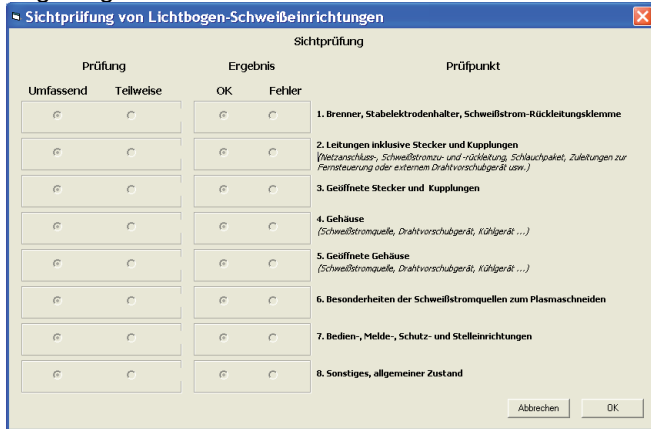 Sichtprüfung von Lichtbogen-Schweißeinrichtungen
Sichtprüfung
Prüfung Ergebnis Prüfpunkt
Umfassend Teilweise OK Fehler
1. Brenner, Stabelektrodenhalter, Schweißstrom-Rückleitungsklemme
2. Leitungen inklusive Stecker und Kupplungen
(Netzanschluss-, Schweißstromzu- und -rückleitung, Schlauchpaket, Zuleitungen zur
Fernsteuerung oder externem Drahtvorschubgerät usw.)
3. Geöffnete Stecker und Kupplungen
4. Gehäuse
(Schweißstromquelle, Drahtvorschubgerät, Kühlgerät ...)
5. Geöffnete Gehäuse
(Schweißstromquelle, Drahtvorschubgerät, Kühlgerät ...)
6. Besonderheiten der Schweißstromquellen zum Plasmaschneiden
7. Bedien-, Melde-, Schutz- und Stelleinrichtungen
8. Sonstiges, allgemeiner Zustand
Abbrechen OK